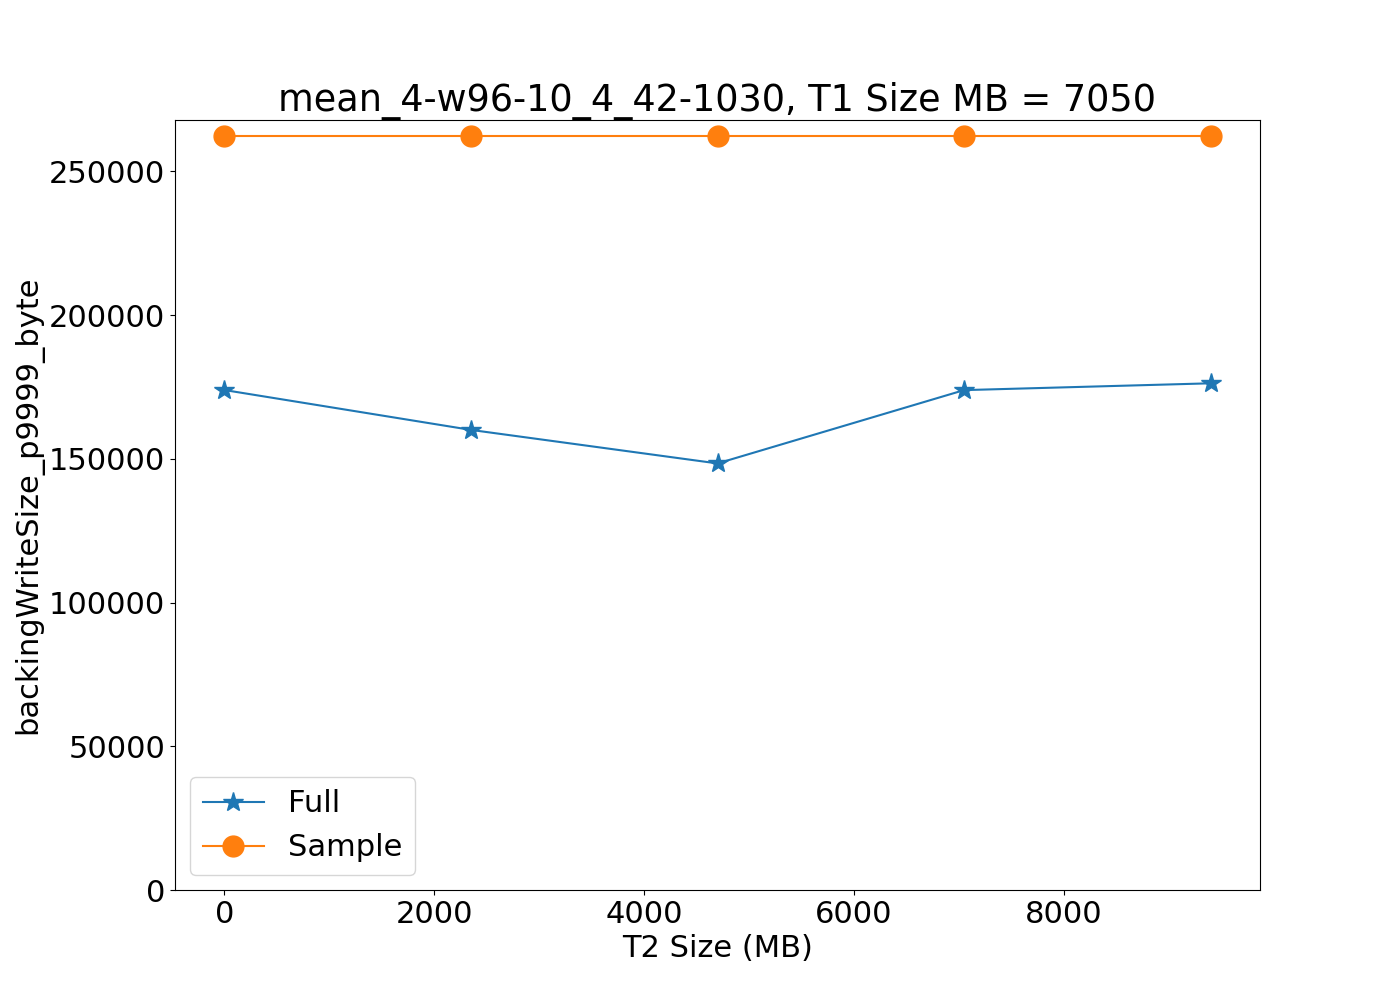 mean_4-w96-10_4_42-1030, T1 Size MB = 7050
backingWriteSize_p9999_byte
250000
200000
150000
100000
50000
0
Full
Sample
0 2000 4000 6000 8000
T2 Size (MB)